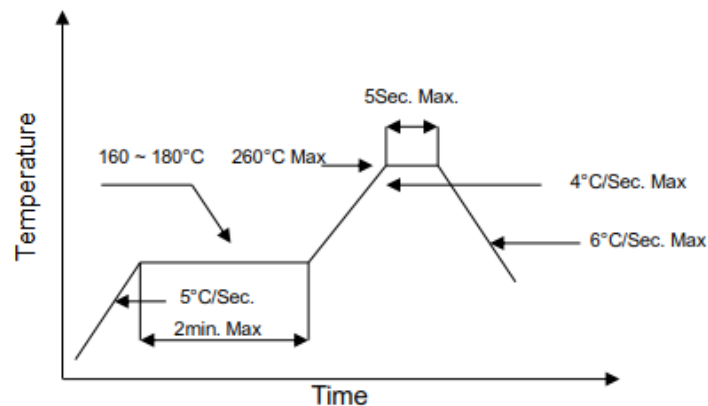 5Sec. Max.
160 ~ 180°C
260°C Max
4°C/Sec. Max
6°C/Sec. Max
5°C/Sec.
2min. Max
Temperature
Time